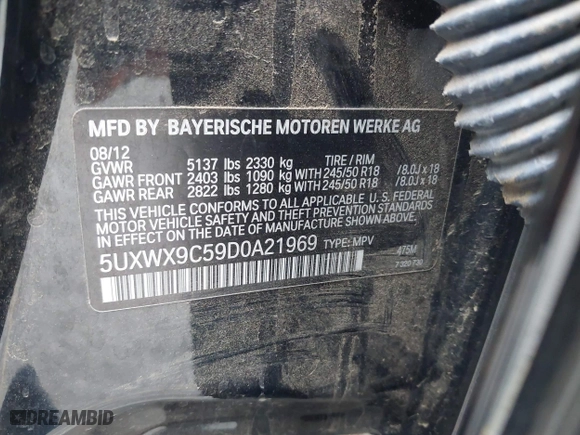 MFD BY BAYERISCHE MOTOREN WERKE AG
08/12
GVWR 5137 lbs 2330 kg TIRE / RIM
GAWR FRONT 2403 lbs 1090 kg WITH 245/50 R18 /8.0J x 18
GAWR REAR 2822 lbs 1280 kg WITH 245/50 R18 /8.0J x 18
THIS VEHICLE CONFORMS TO ALL APPLICABLE U.S. FEDERAL
MOTOR VEHICLE SAFETY AND THEFT PREVENTION STANDARDS
IN EFFECT ON THE DATE OF MANUFACTURE SHOWN ABOVE.
5UXWX9C59D0A21969 TYPE: MPV 475M
7 320 730
DREAMBID